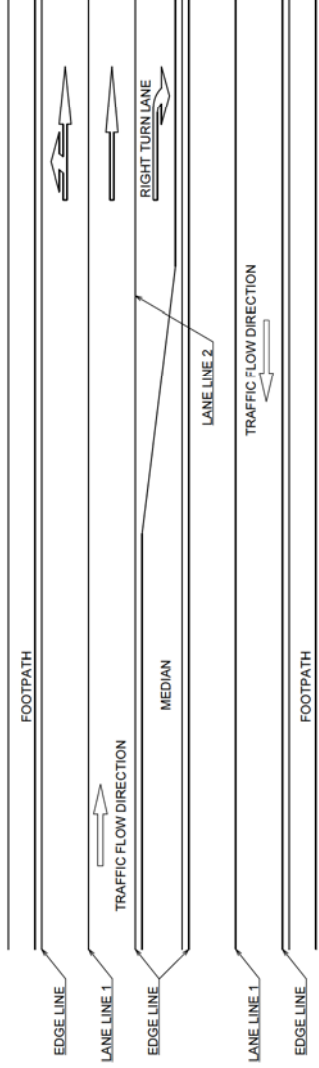 FOOTPATH
EDGE LINE
LANE LINE 1
TRAFFIC FLOW DIRECTION
EDGE LINE
MEDIAN
RIGHT TURN LANE
LANE LINE 2
TRAFFIC FLOW DIRECTION
LANE LINE 1
FOOTPATH
EDGE LINE